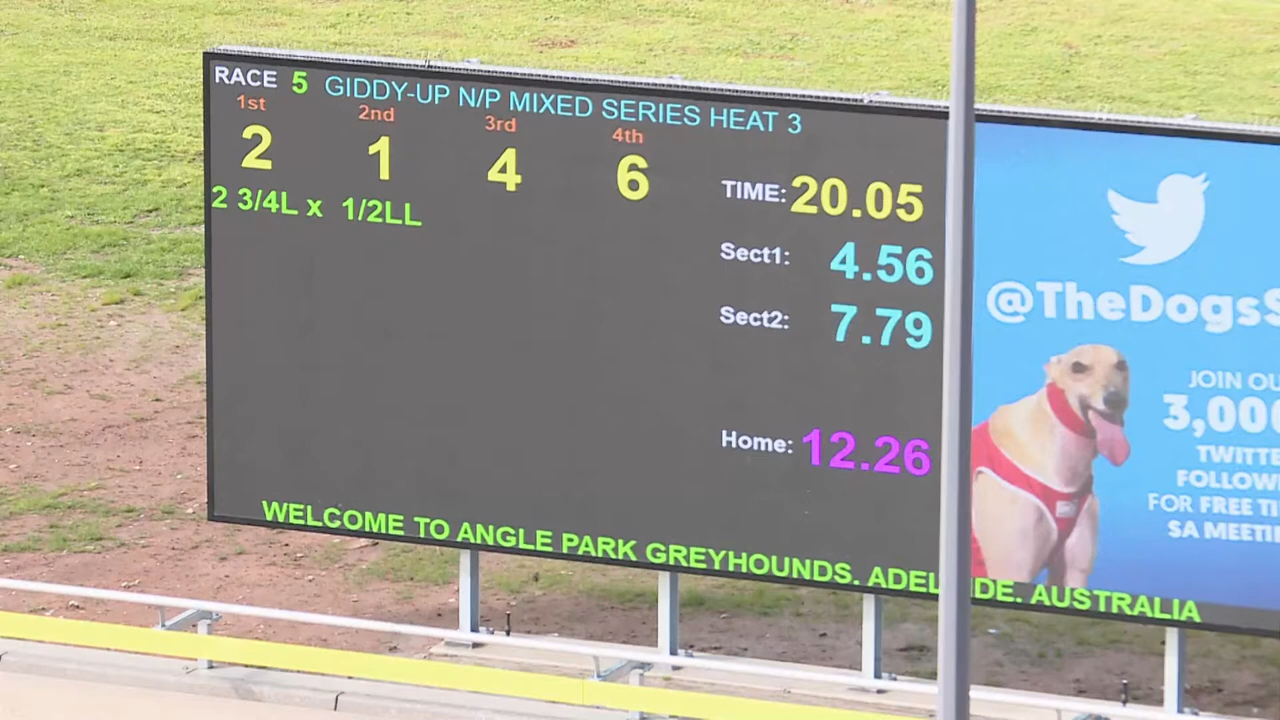 RACE 5 GIDDY-UP N/P MIXED SERIES HEAT 3
1st 2nd 3rd 4th
2 1 4 6
2 3/4L x 1/2LL
TIME: 20.05
Sect1: 4.56
Sect2: 7.79
Home: 12.26
WELCOME TO ANGLE PARK GREYHOUNDS. ADELAIDE. AUSTRALIA
@TheDogsS
JOIN OU
3,000
TWITTE
FOLLOW
FOR FREE TI
SA MEETI